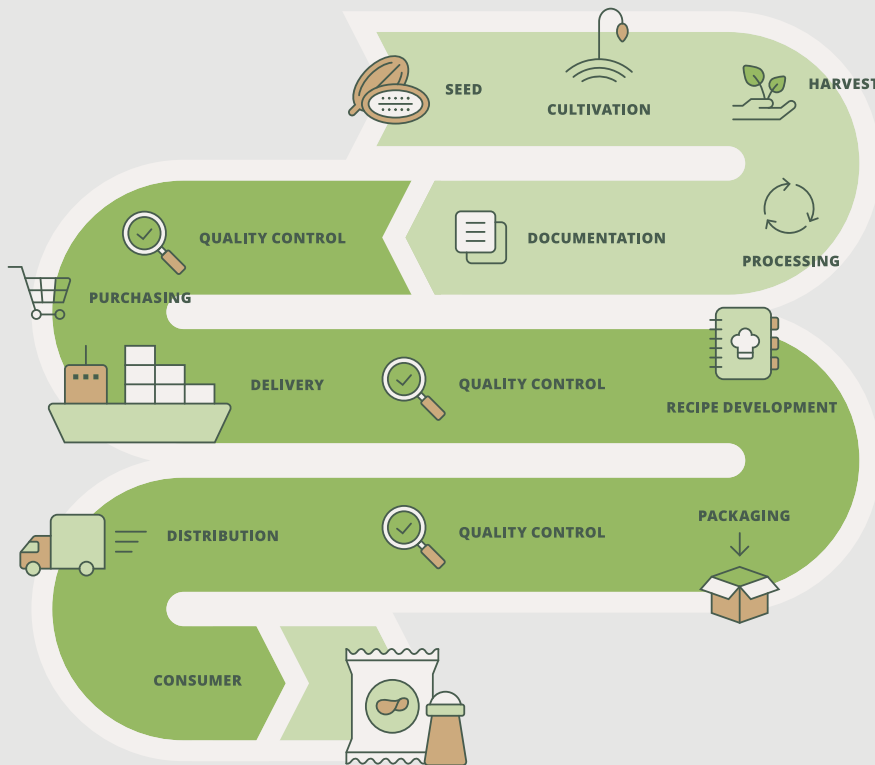 SEED
CULTIVATION
HARVEST
PROCESSING
DOCUMENTATION
QUALITY CONTROL
PURCHASING
DELIVERY
QUALITY CONTROL
RECIPE DEVELOPMENT
PACKAGING
QUALITY CONTROL
DISTRIBUTION
CONSUMER